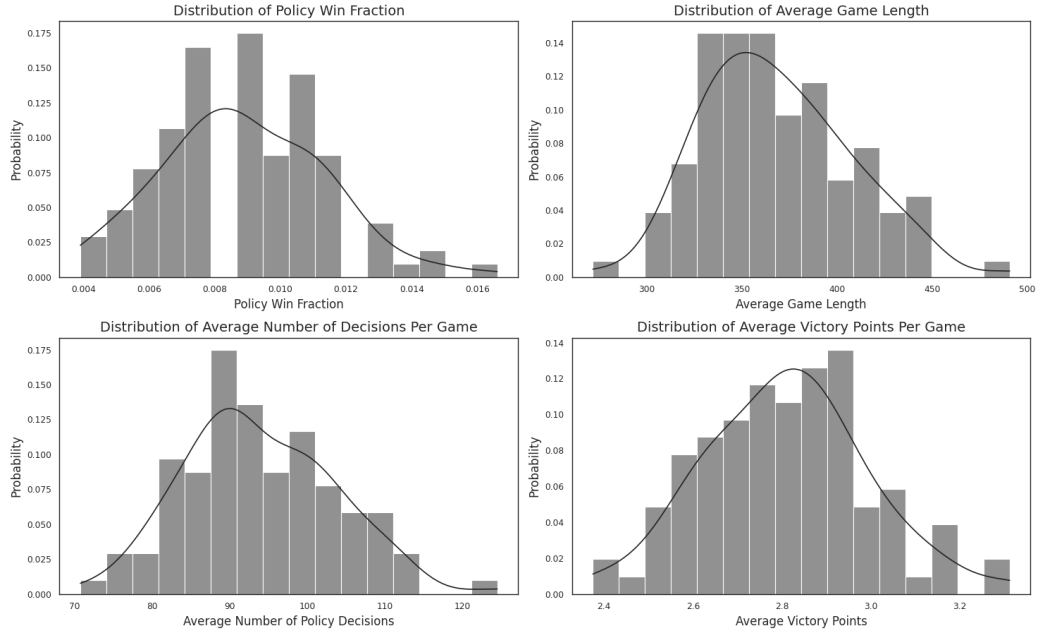 Distribution of Policy Win Fraction
0.175
0.150
0.125
0.100
0.075
0.050
0.025
0.000
Probability
0.004 0.006 0.008 0.010 0.012 0.014 0.016
Policy Win Fraction
Distribution of Average Game Length
0.14
0.12
0.10
0.08
0.06
0.04
0.02
0.00
Probability
300 350 400 450 500
Average Game Length
Distribution of Average Number of Decisions Per Game
0.175
0.150
0.125
0.100
0.075
0.050
0.025
0.000
Probability
70 80 90 100 110 120
Average Number of Policy Decisions
Distribution of Average Victory Points Per Game
0.14
0.12
0.10
0.08
0.06
0.04
0.02
0.00
Probability
2.4 2.6 2.8 3.0 3.2
Average Victory Points